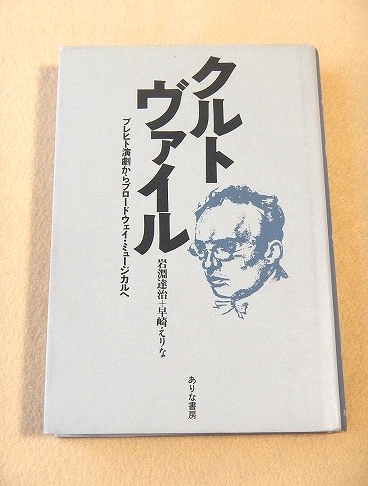 クルト
ヴァイル
ブレヒト演劇からブロードウェイ・ミュージカルへ
岩淵達治+早崎えりな
ありな書房